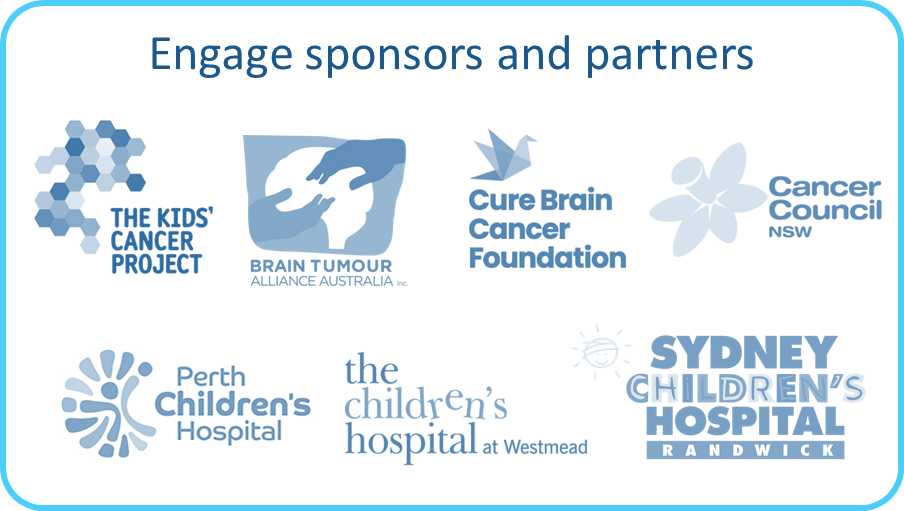 Engage sponsors and partners
THE KIDS'
CANCER
PROJECT
BRAIN TUMOUR
ALLIANCE AUSTRALIA Inc.
Cure Brain
Cancer
Foundation
Cancer
Council
NSW
Perth
Children's
Hospital
the
children's
hospital at Westmead
SYDNEY
CHiLDREN'S
HOSPITAL
RANDWICK